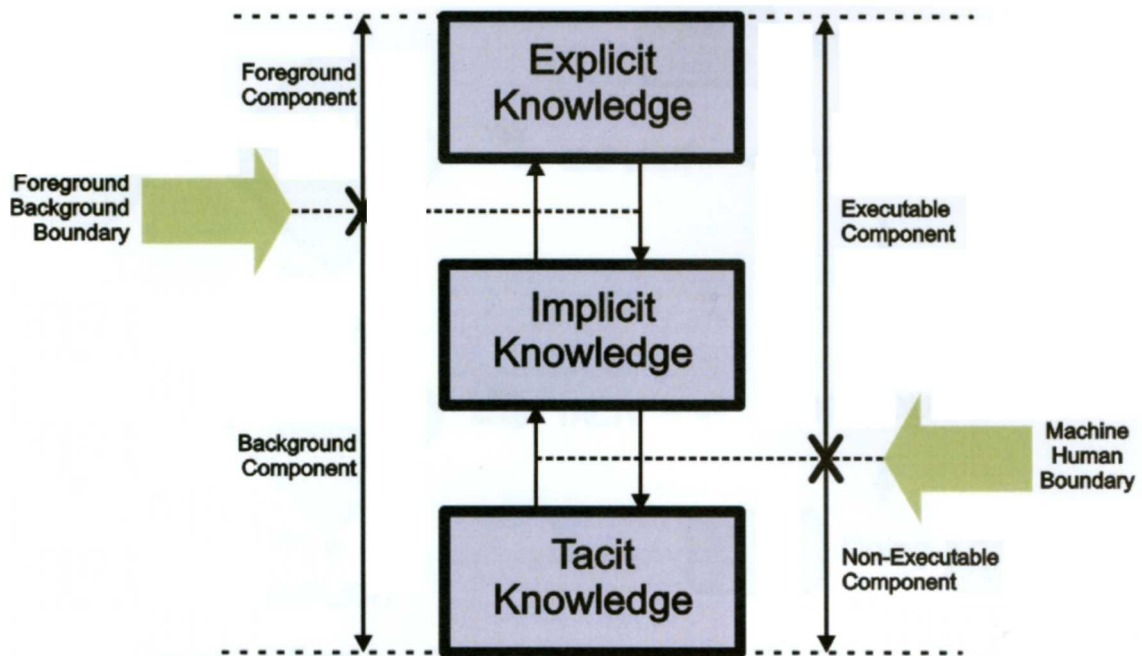 Explicit
Knowledge
Foreground
Component
Foreground
Background
Boundary
Executable
Component
Implicit
Knowledge
Background
Component
Machine
Human
Boundary
Tacit
Knowledge
Non-Executable
Component